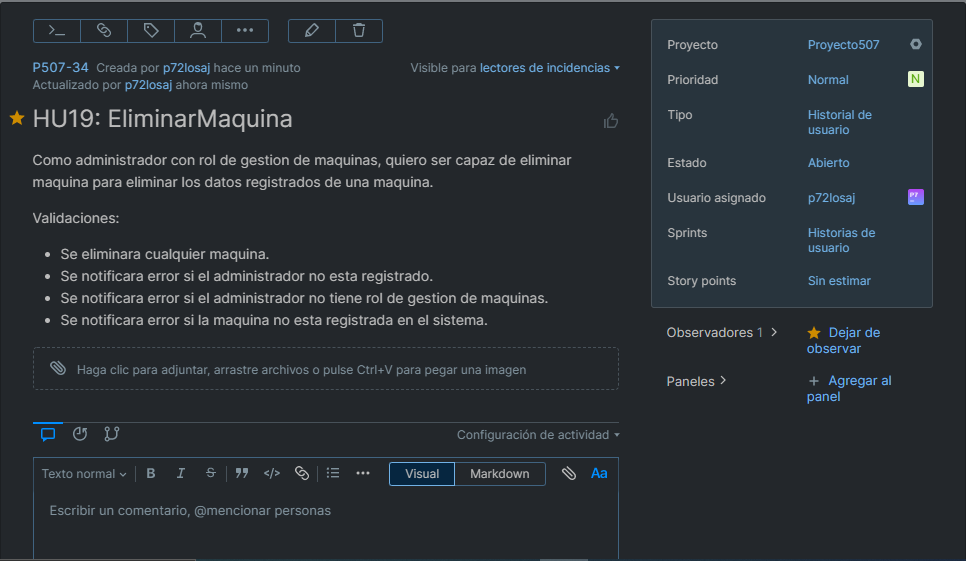 P507-34 Creada por p72losaj hace un minuto
Visible para lectores de incidencias
Actualizado por p72losaj ahora mismo
HU19: EliminarMaquina
Como administrador con rol de gestion de maquinas, quiero ser capaz de eliminar
maquina para eliminar los datos registrados de una maquina.
Validaciones:
Se eliminara cualquier maquina.
Se notificara error si el administrador no esta registrado.
Se notificara error si el administrador no tiene rol de gestion de maquinas.
Se notificara error si la maquina no esta registrada en el sistema.
Haga clic para adjuntar, arrastre archivos o pulse Ctrl+V para pegar una imagen
Configuración de actividad
Texto normal B I S </> Visual Markdown Aa
Escribir un comentario, @mencionar personas
Proyecto Proyecto507
Prioridad Normal N
Tipo Historial de
usuario
Estado Abierto
Usuario asignado p72losaj P7
Sprints Historias de
usuario
Story points Sin estimar
Observadores 1 Dejar de
observar
Paneles Agregar al
panel